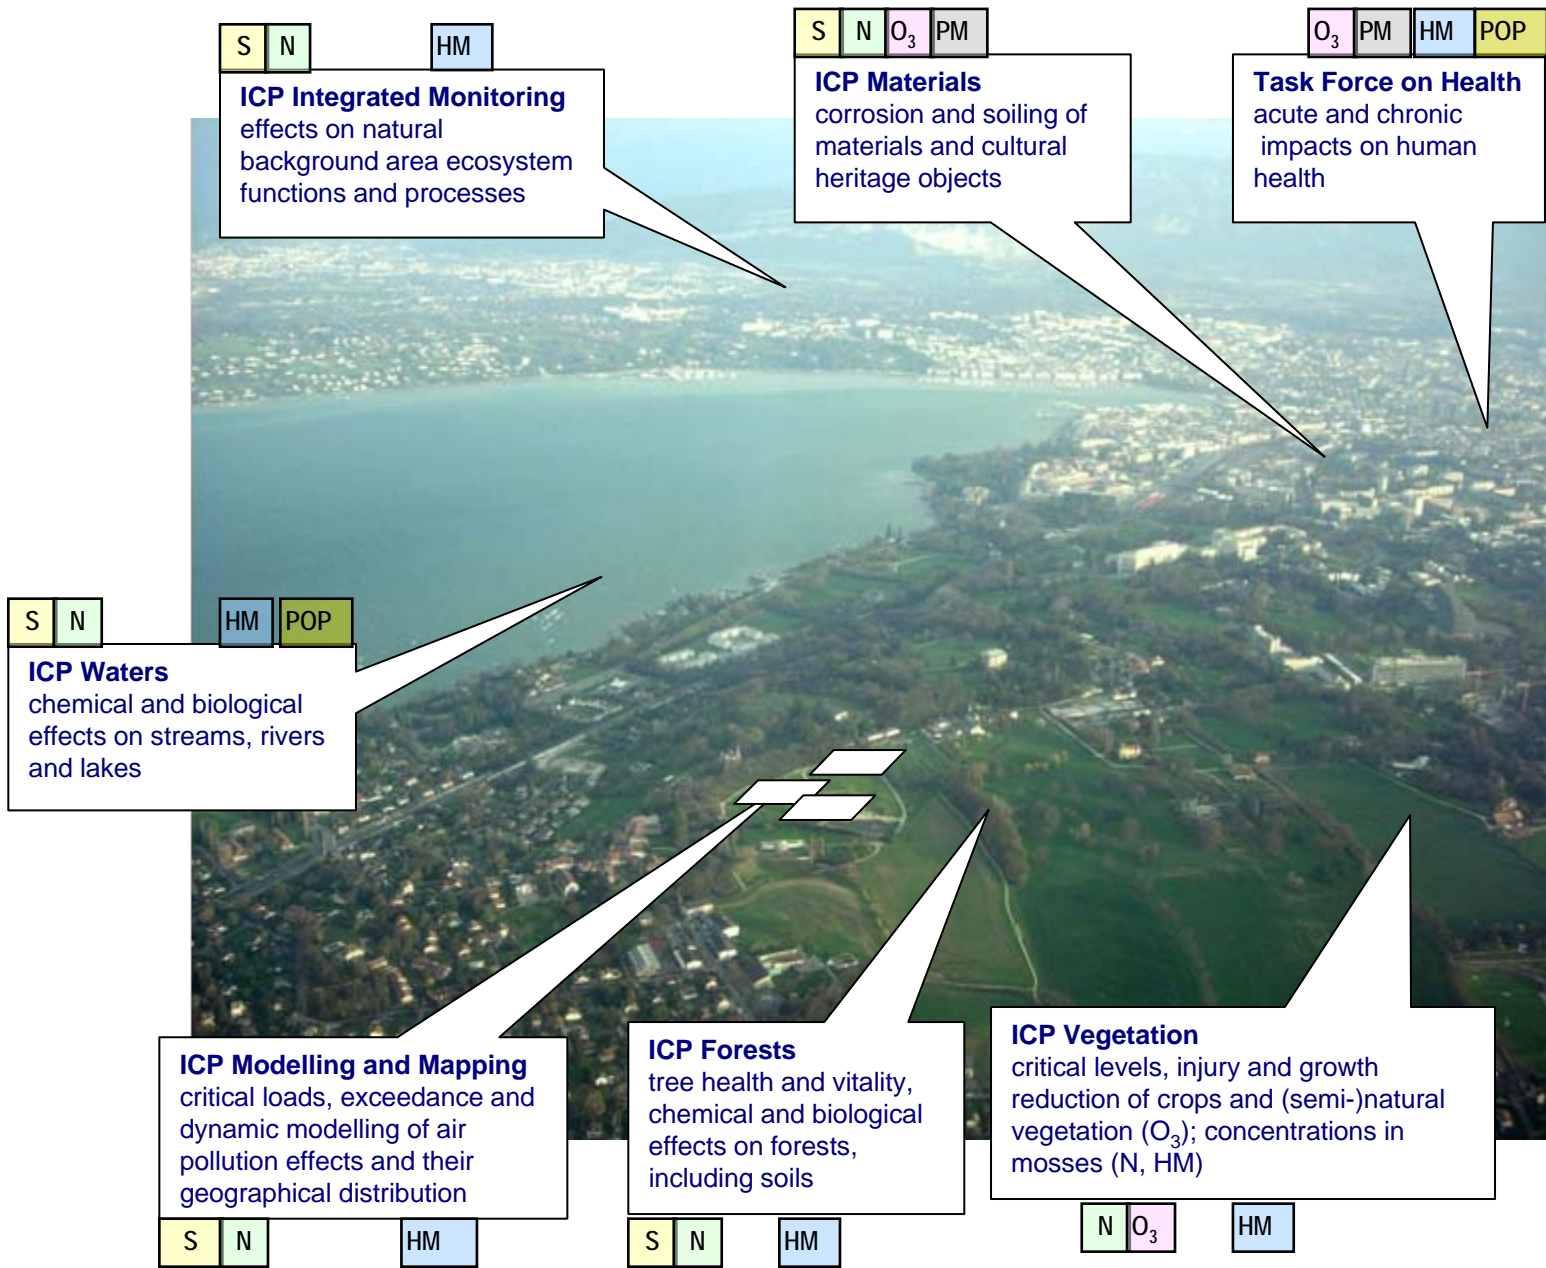 S N HM
ICP Integrated Monitoring
effects on natural
background area ecosystem
functions and processes
S N O₃ PM
ICP Materials
corrosion and soiling of
materials and cultural
heritage objects
O₃ PM HM POP
Task Force on Health
acute and chronic
impacts on human
health
S N HM POP
ICP Waters
chemical and biological
effects on streams, rivers
and lakes
ICP Modelling and Mapping
critical loads, exceedance and
dynamic modelling of air
pollution effects and their
geographical distribution
S N HM
ICP Forests
tree health and vitality,
chemical and biological
effects on forests,
including soils
S N HM
ICP Vegetation
critical levels, injury and growth
reduction of crops and (semi-)natural
vegetation (O₃); concentrations in
mosses (N, HM)
N O₃ HM